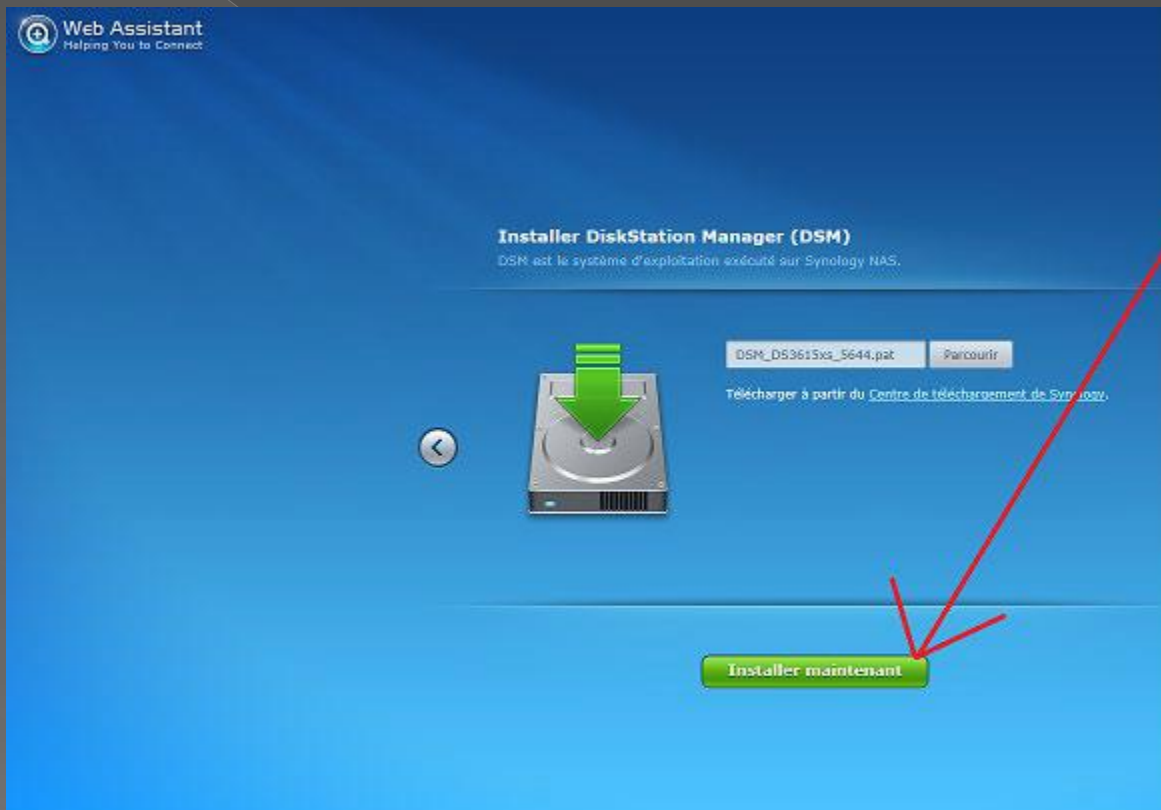 Web Assistant
Helping You to Connect
Installer DiskStation Manager (DSM)
DSM est le système d'exploitation exécuté sur Synology NAS.
DSM_DS3615xs_5644.pat
Parcourir
Télécharger à partir du Centre de téléchargement de Synology.
Installer maintenant